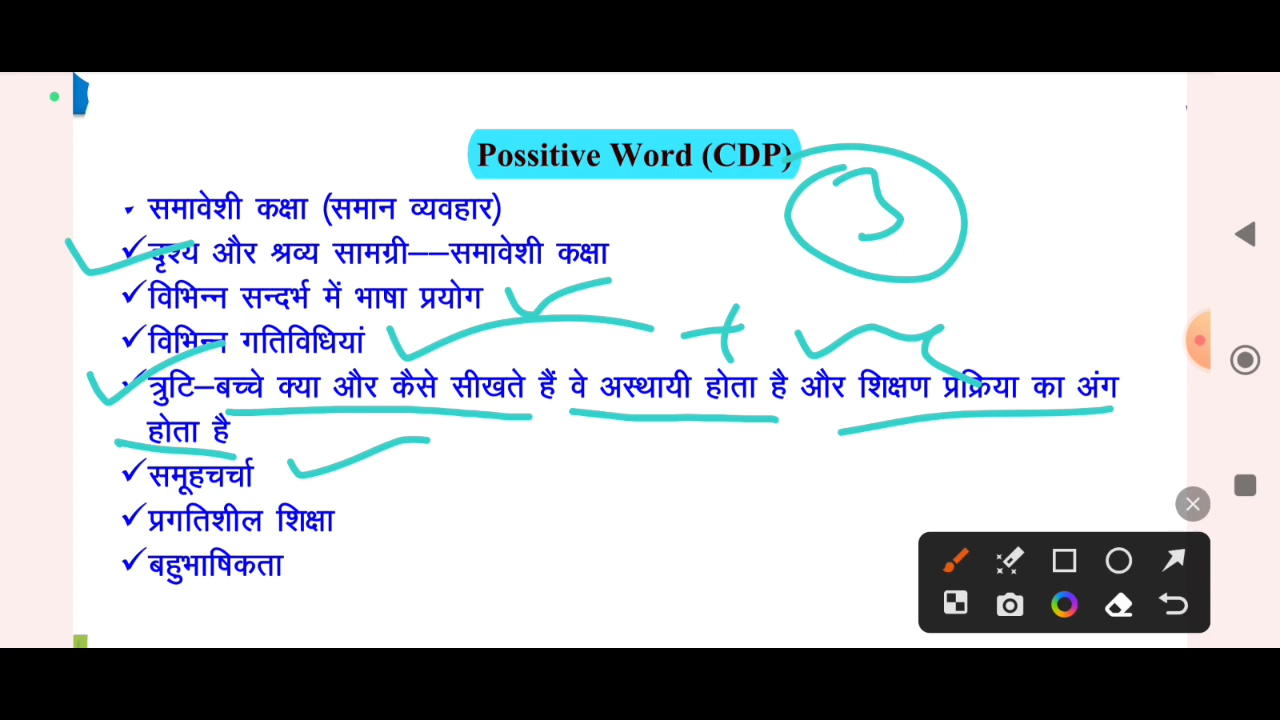 Possitive Word (CDP)
समावेशी कक्षा (समान व्यवहार)
दृश्य और श्रव्य सामग्री––समावेशी कक्षा
विभिन्न सन्दर्भ में भाषा प्रयोग
विभिन्न गतिविधियां
त्रुटि–बच्चे क्या और कैसे सीखते हैं वे अस्थायी होता है और शिक्षण प्रक्रिया का अंग
होता है
समूहचर्चा
प्रगतिशील शिक्षा
बहुभाषिकता